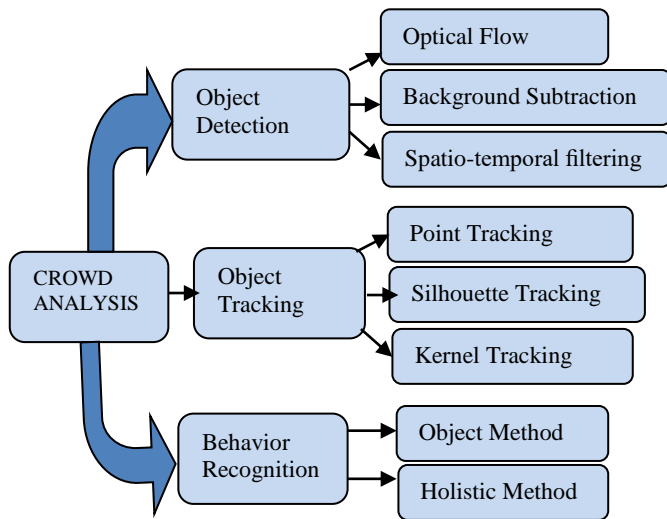 CROWD
ANALYSIS
Object
Detection
Optical Flow
Background Subtraction
Spatio-temporal filtering
Object
Tracking
Point Tracking
Silhouette Tracking
Kernel Tracking
Behavior
Recognition
Object Method
Holistic Method